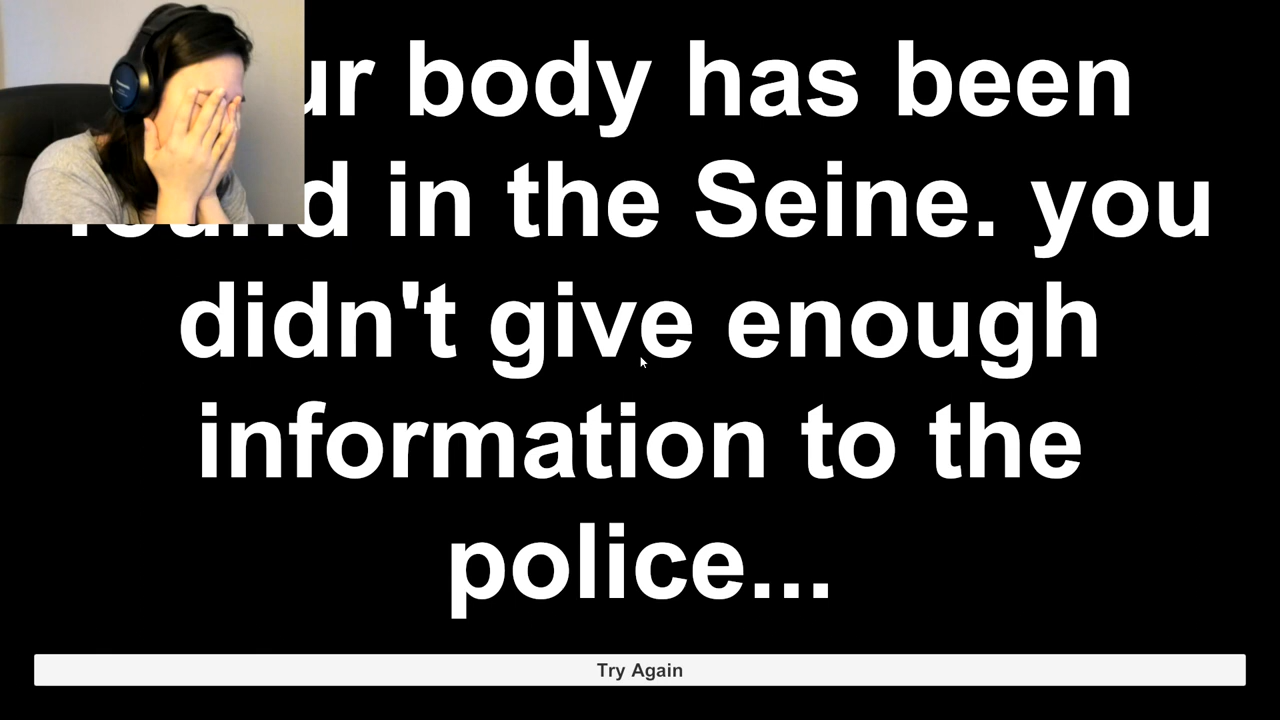 body has been
in the Seine. you
didn't give enough
information to the
police...
Try Again